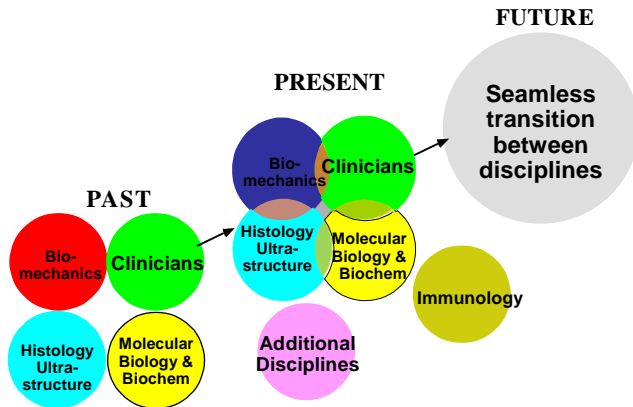 FUTURE
Seamless
transition
between
disciplines
PRESENT
Bio-
mechanics
Clinicians
Histology
Ultra-
structure
Molecular
Biology &
Biochem
Immunology
Additional
Disciplines
PAST
Bio-
mechanics
Clinicians
Histology
Ultra-
structure
Molecular
Biology &
Biochem